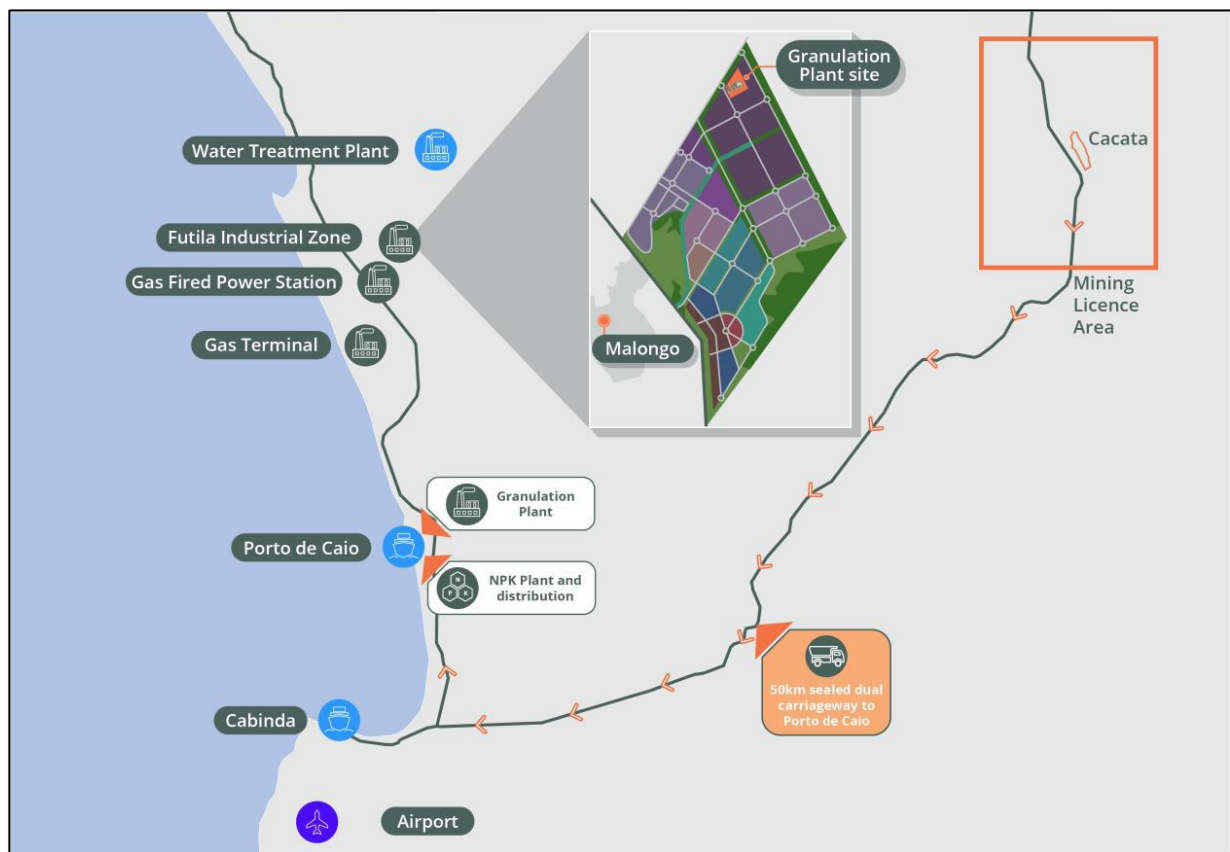 Granulation
Plant site
Cacata
Water Treatment Plant
Futila Industrial Zone
Gas Fired Power Station
Mining
Licence
Area
Gas Terminal
Malongo
Granulation
Plant
Porto de Caio
N
P K
NPK Plant and
distribution
50km sealed dual
carriageway to
Porto de Caio
Cabinda
Airport